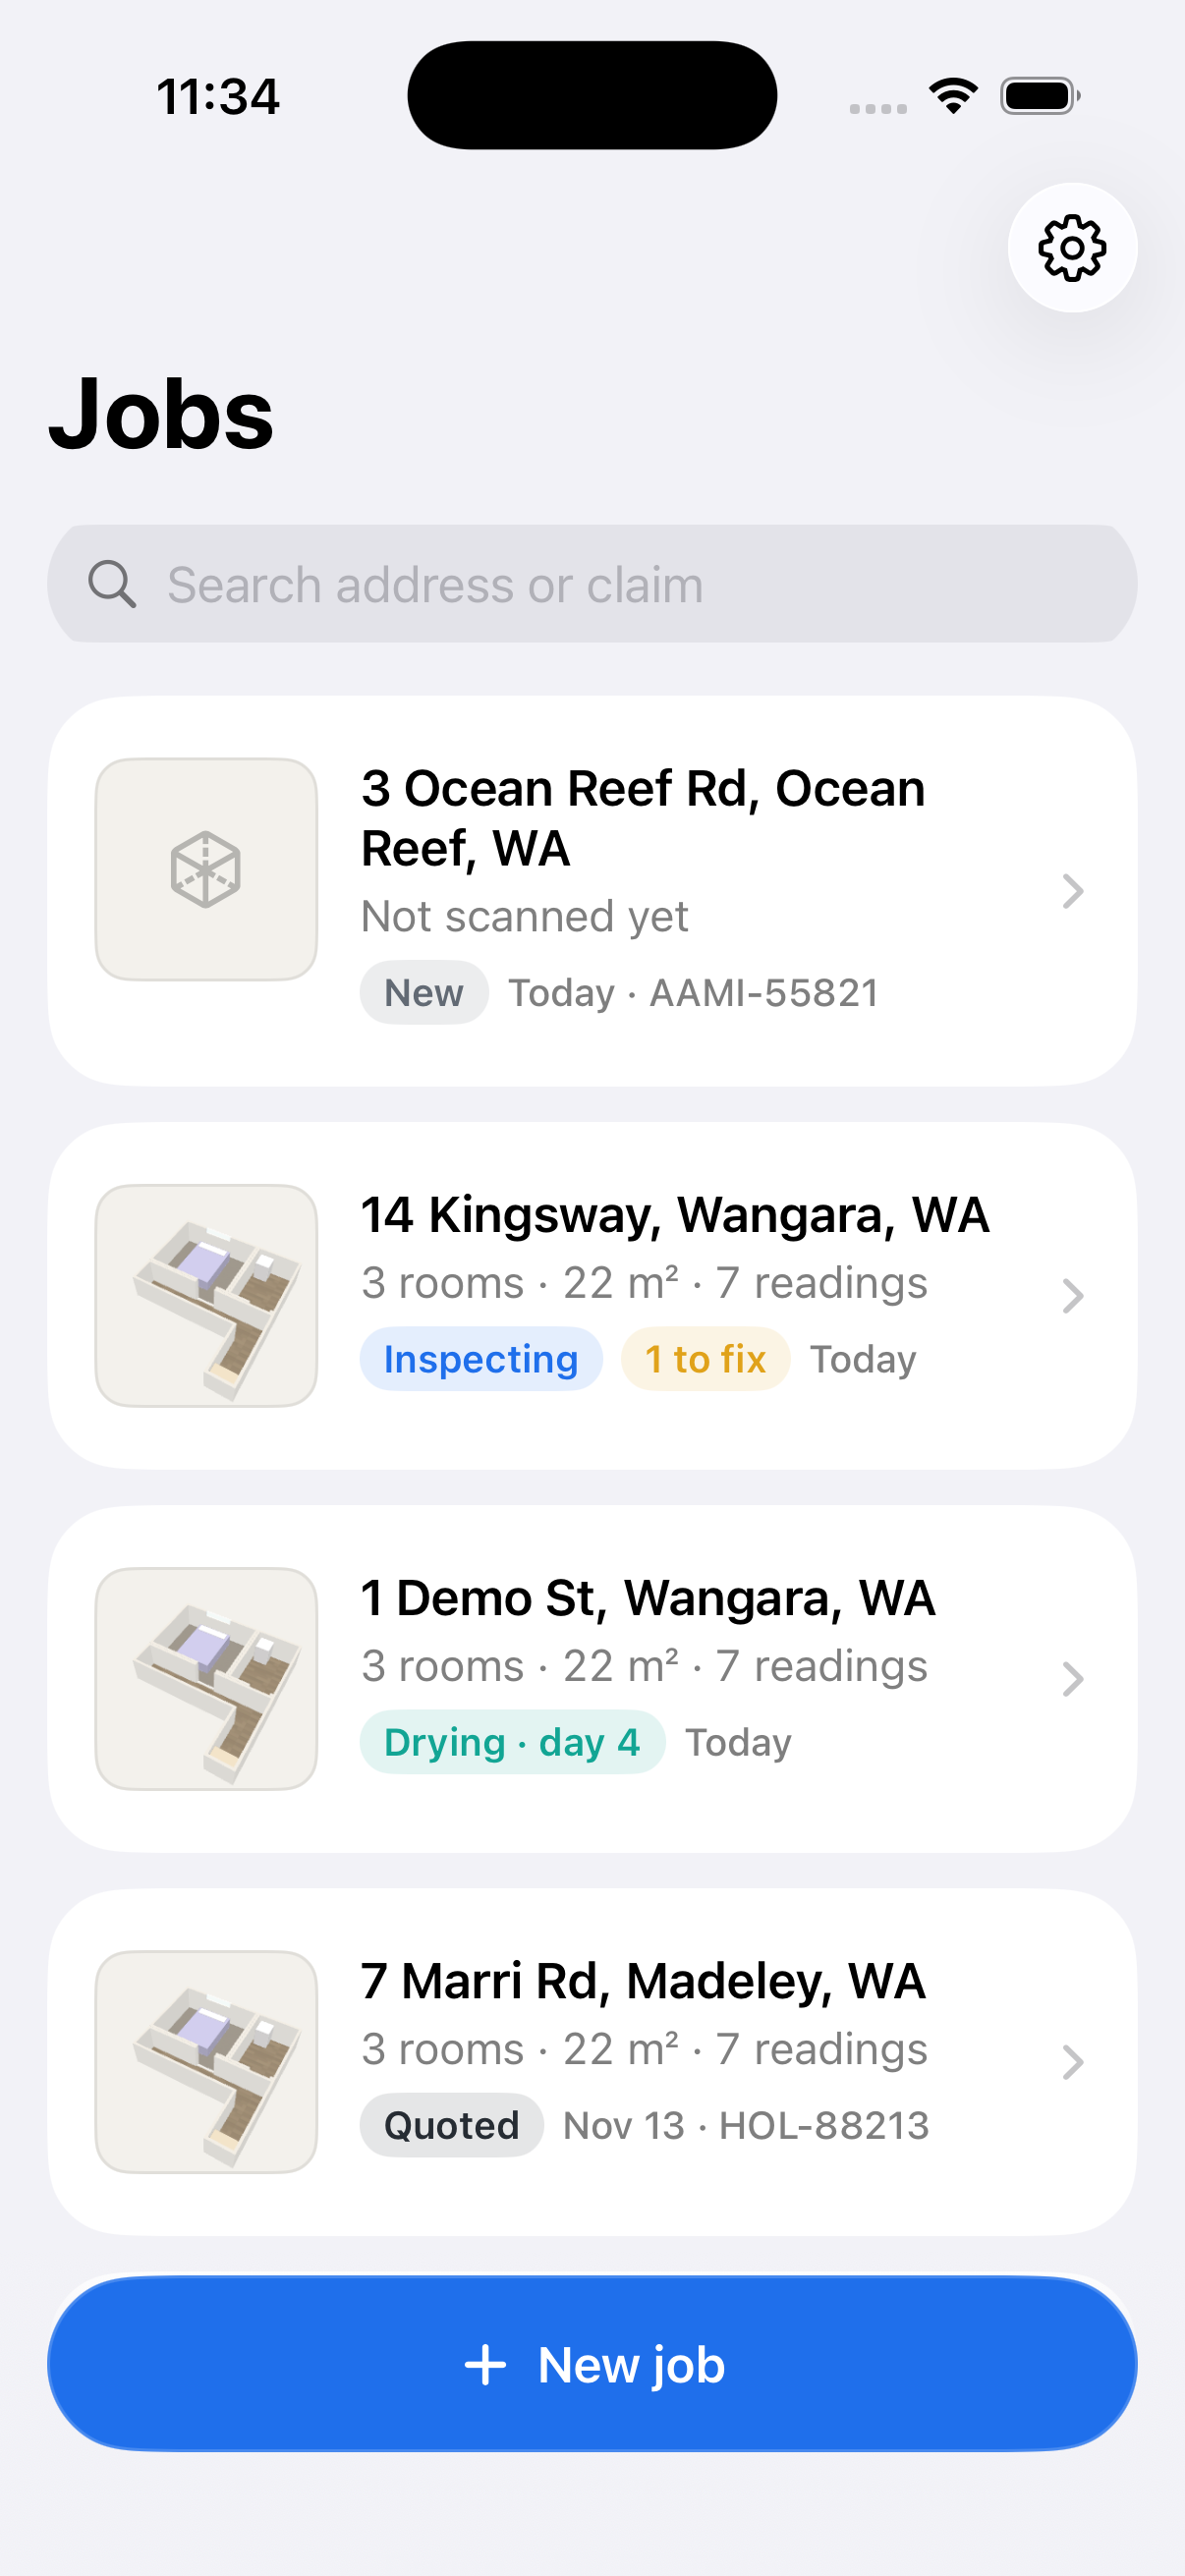 11:34
Jobs
Search address or claim
3 Ocean Reef Rd, Ocean
Reef, WA
Not scanned yet
New Today · AAMI-55821
14 Kingsway, Wangara, WA
3 rooms · 22 m² · 7 readings
Inspecting 1 to fix Today
1 Demo St, Wangara, WA
3 rooms · 22 m² · 7 readings
Drying · day 4 Today
7 Marri Rd, Madeley, WA
3 rooms · 22 m² · 7 readings
Quoted Nov 13 · HOL-88213
+ New job